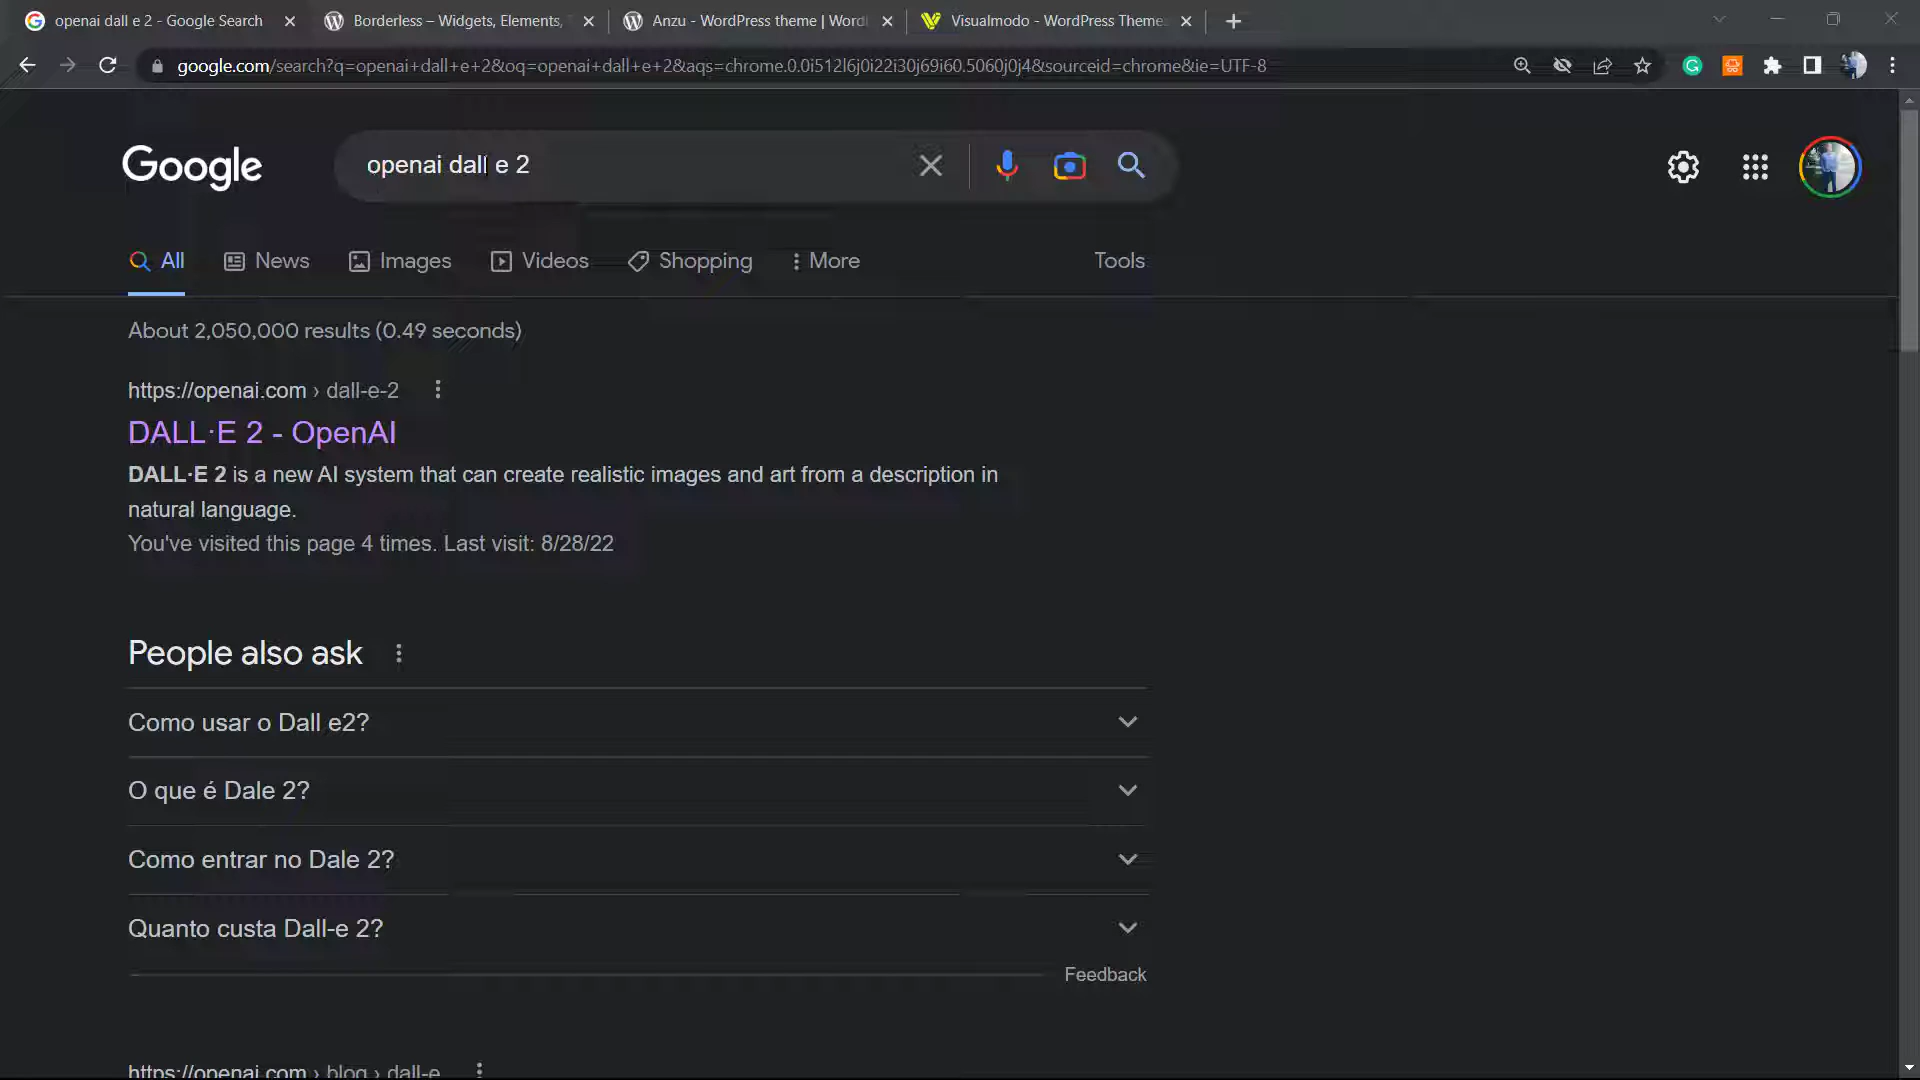 openai dall e 2 - Google Search
Borderless – Widgets, Elements,
Anzu - WordPress theme | Word
Visualmodo - WordPress Theme
google.com/search?q=openai+dall+e+2&oq=openai+dall+e+2&aqs=chrome.0.0i512l6j0i22i30j69i60.5060j0j4&sourceid=chrome&ie=UTF-8
Google
openai dall e 2
All
News
Images
Videos
Shopping
More
Tools
About 2,050,000 results (0.49 seconds)
https://openai.com › dall-e-2
DALL·E 2 - OpenAI
DALL·E 2 is a new AI system that can create realistic images and art from a description in
natural language.
You've visited this page 4 times. Last visit: 8/28/22
People also ask
Como usar o Dall e2?
O que é Dale 2?
Como entrar no Dale 2?
Quanto custa Dall-e 2?
Feedback
https://openai.com › blog › dall-e